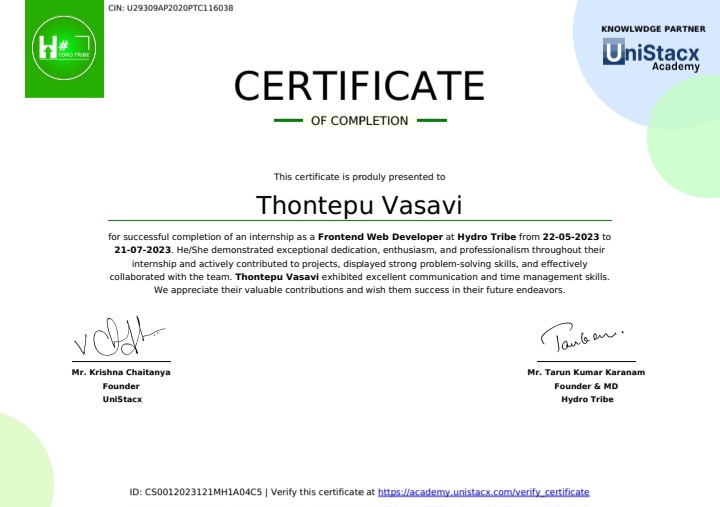 CIN: U29309AP2020PTC116038
H#
YDRO TRIBE
KNOWLWDGE PARTNER
UniStacx
Academy
CERTIFICATE
OF COMPLETION
This certificate is produly presented to
Thontepu Vasavi
for successful completion of an internship as a Frontend Web Developer at Hydro Tribe from 22-05-2023 to
21-07-2023. He/She demonstrated exceptional dedication, enthusiasm, and professionalism throughout their
internship and actively contributed to projects, displayed strong problem-solving skills, and effectively
collaborated with the team. Thontepu Vasavi exhibited excellent communication and time management skills.
We appreciate their valuable contributions and wish them success in their future endeavors.
Mr. Krishna Chaitanya
Founder
UniStacx
Tarun
Mr. Tarun Kumar Karanam
Founder & MD
Hydro Tribe
ID: CS0012023121MH1A04C5 | Verify this certificate at https://academy.unistacx.com/verify_certificate